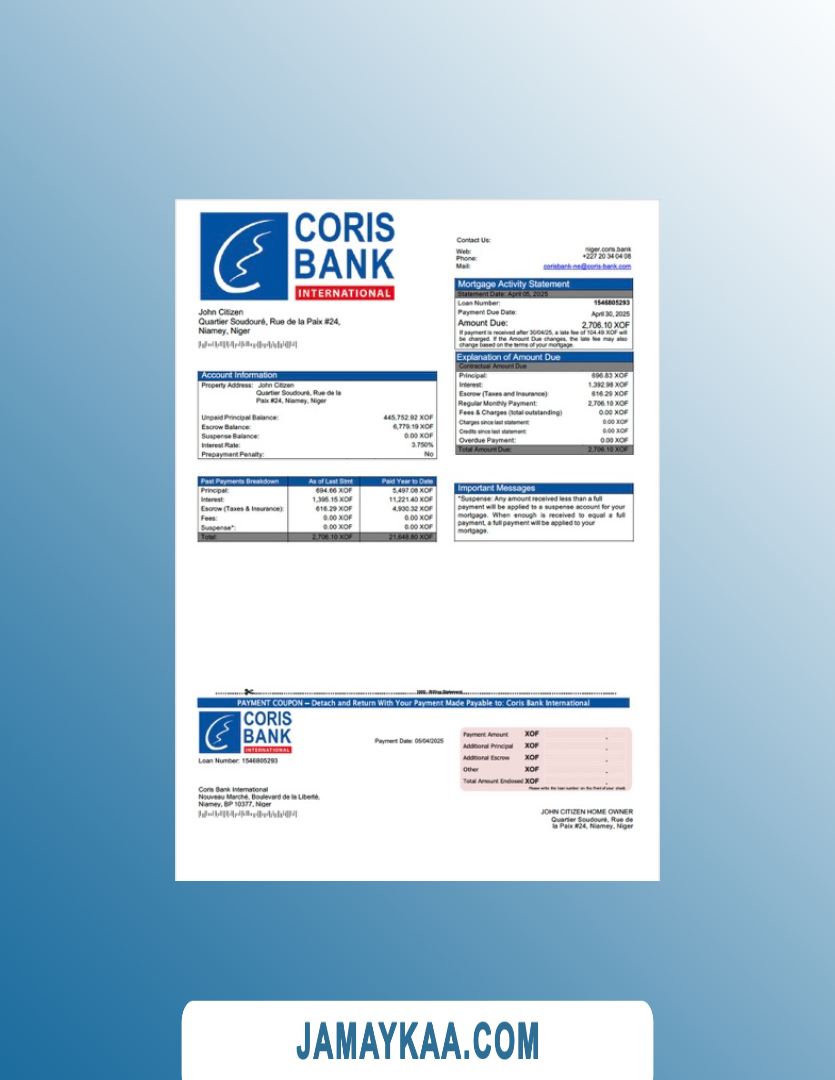 CORIS
BANK
INTERNATIONAL
John Citizen
Quartier Soudouré, Rue de la Paix #24,
Niamey, Niger
Contact Us:
Web: niger.coris.bank
Phone: +227 20 34 04 08
Mail: corisbank-ne@coris-bank.com
Mortgage Activity Statement
Statement Date: April 05, 2025
Loan Number: 1546805293
Payment Due Date: April 30, 2025
Amount Due: 2,706.10 XOF
If payment is received after 30/04/25, a late fee of 104.49 XOF will
be charged. If the Amount Due changes, the late fee may also
change based on the terms of your mortgage.
Explanation of Amount Due
Contractual Amount Due
Principal: 696.83 XOF
Interest: 1,392.98 XOF
Escrow (Taxes and Insurance): 616.29 XOF
Regular Monthly Payment: 2,706.10 XOF
Fees & Charges (total outstanding) 0.00 XOF
Charges since last statement: 0.00 XOF
Credits since last statement: 0.00 XOF
Overdue Payment: 0.00 XOF
Total Amount Due: 2,706.10 XOF
Account Information
Property Address: John Citizen
Quartier Soudouré, Rue de la
Paix #24, Niamey, Niger
Unpaid Principal Balance: 445,752.92 XOF
Escrow Balance: 6,779.19 XOF
Suspense Balance: 0.00 XOF
Interest Rate: 3.750%
Prepayment Penalty: No
Past Payments Breakdown As of Last Stmt Paid Year to Date
Principal: 694.66 XOF 5,497.08 XOF
Interest: 1,395.15 XOF 11,221.40 XOF
Escrow (Taxes & Insurance): 616.29 XOF 4,930.32 XOF
Fees: 0.00 XOF 0.00 XOF
Suspense*: 0.00 XOF 0.00 XOF
Total: 2,706.10 XOF 21,648.80 XOF
Important Messages
*Suspense: Any amount received less than a full
payment will be applied to a suspense account for your
mortgage. When enough is received to equal a full
payment, a full payment will be applied to your
mortgage.
Billing Statement
PAYMENT COUPON – Detach and Return With Your Payment Made Payable to: Coris Bank International
CORIS
BANK
INTERNATIONAL
Loan Number: 1546805293
Payment Date: 05/04/2025
Payment Amount XOF .
Additional Principal XOF .
Additional Escrow XOF .
Other XOF .
Total Amount Enclosed XOF .
Please write the loan number on the front of your check.
Coris Bank International
Nouveau Marché, Boulevard de la Liberté,
Niamey, BP 10377, Niger
JOHN CITIZEN HOME OWNER
Quartier Soudouré, Rue de
la Paix #24, Niamey, Niger
JAMAYKAA.COM